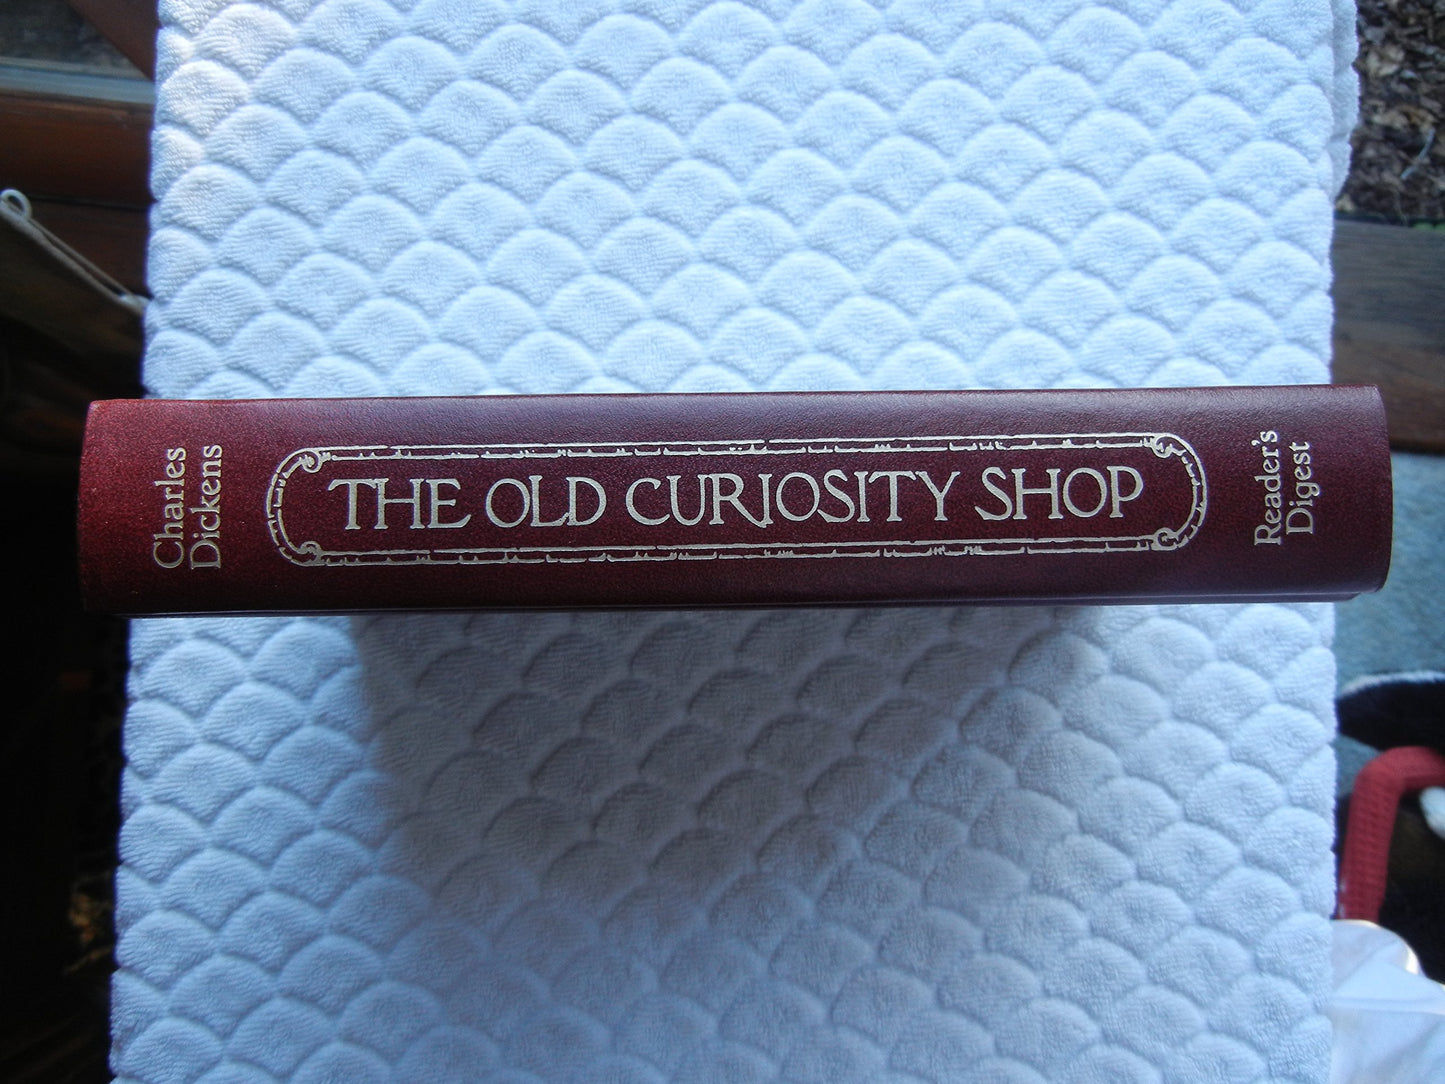 Charles
Dickens
THE OLD CURIOSITY SHOP
Reader's
Digest